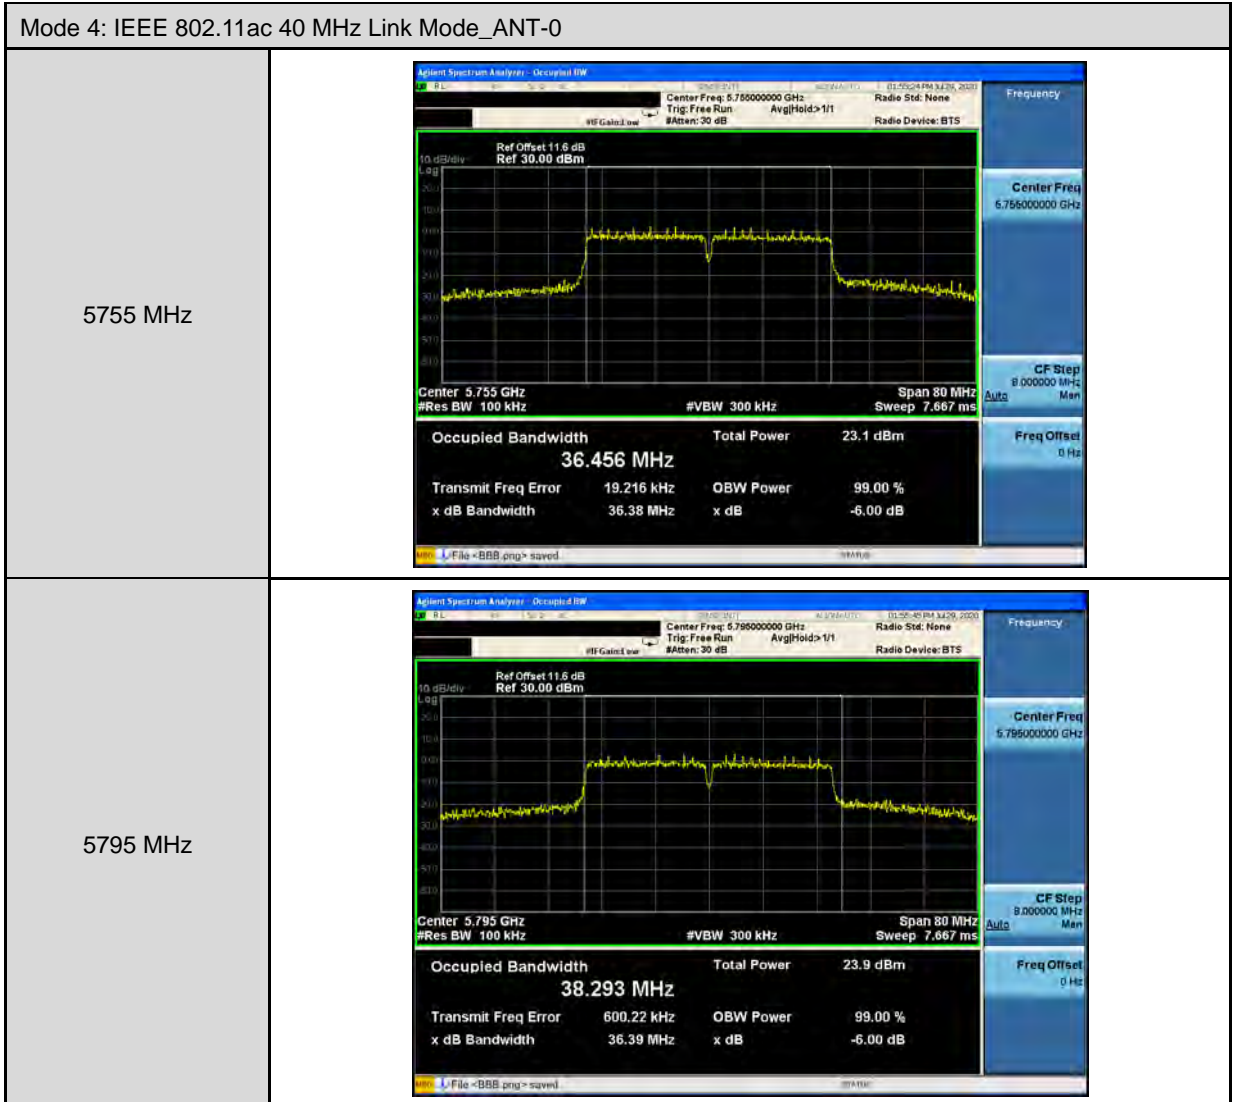 Mode 4: IEEE 802.11ac 40 MHz Link Mode_ANT-0
5755 MHz
Agilent Spectrum Analyzer - Occupied BW
Center Freq: 5.755000000 GHz
Radio Std: None
Trig: Free Run Avg|Hold:>1/1
#IFGain:Low #Atten: 30 dB Radio Device: BTS
Frequency
Ref Offset 11.6 dB
10 dB/div Ref 30.00 dBm
Log
Center Freq
5.755000000 GHz
Center 5.755 GHz Span 80 MHz
#Res BW 100 kHz #VBW 300 kHz Sweep 7.667 ms
CF Step
8.000000 MHz
Auto Man
Occupied Bandwidth Total Power 23.1 dBm
36.456 MHz
Freq Offset
0 Hz
Transmit Freq Error 19.216 kHz OBW Power 99.00 %
x dB Bandwidth 36.38 MHz x dB -6.00 dB
MSG File <BBB.png> saved STATUS
5795 MHz
Agilent Spectrum Analyzer - Occupied BW
Center Freq: 5.795000000 GHz
Radio Std: None
Trig: Free Run Avg|Hold:>1/1
#IFGain:Low #Atten: 30 dB Radio Device: BTS
Frequency
Ref Offset 11.6 dB
10 dB/div Ref 30.00 dBm
Log
Center Freq
5.795000000 GHz
Center 5.795 GHz Span 80 MHz
#Res BW 100 kHz #VBW 300 kHz Sweep 7.667 ms
CF Step
8.000000 MHz
Auto Man
Occupied Bandwidth Total Power 23.9 dBm
38.293 MHz
Freq Offset
0 Hz
Transmit Freq Error 600.22 kHz OBW Power 99.00 %
x dB Bandwidth 36.39 MHz x dB -6.00 dB
MSG File <BBB.png> saved STATUS